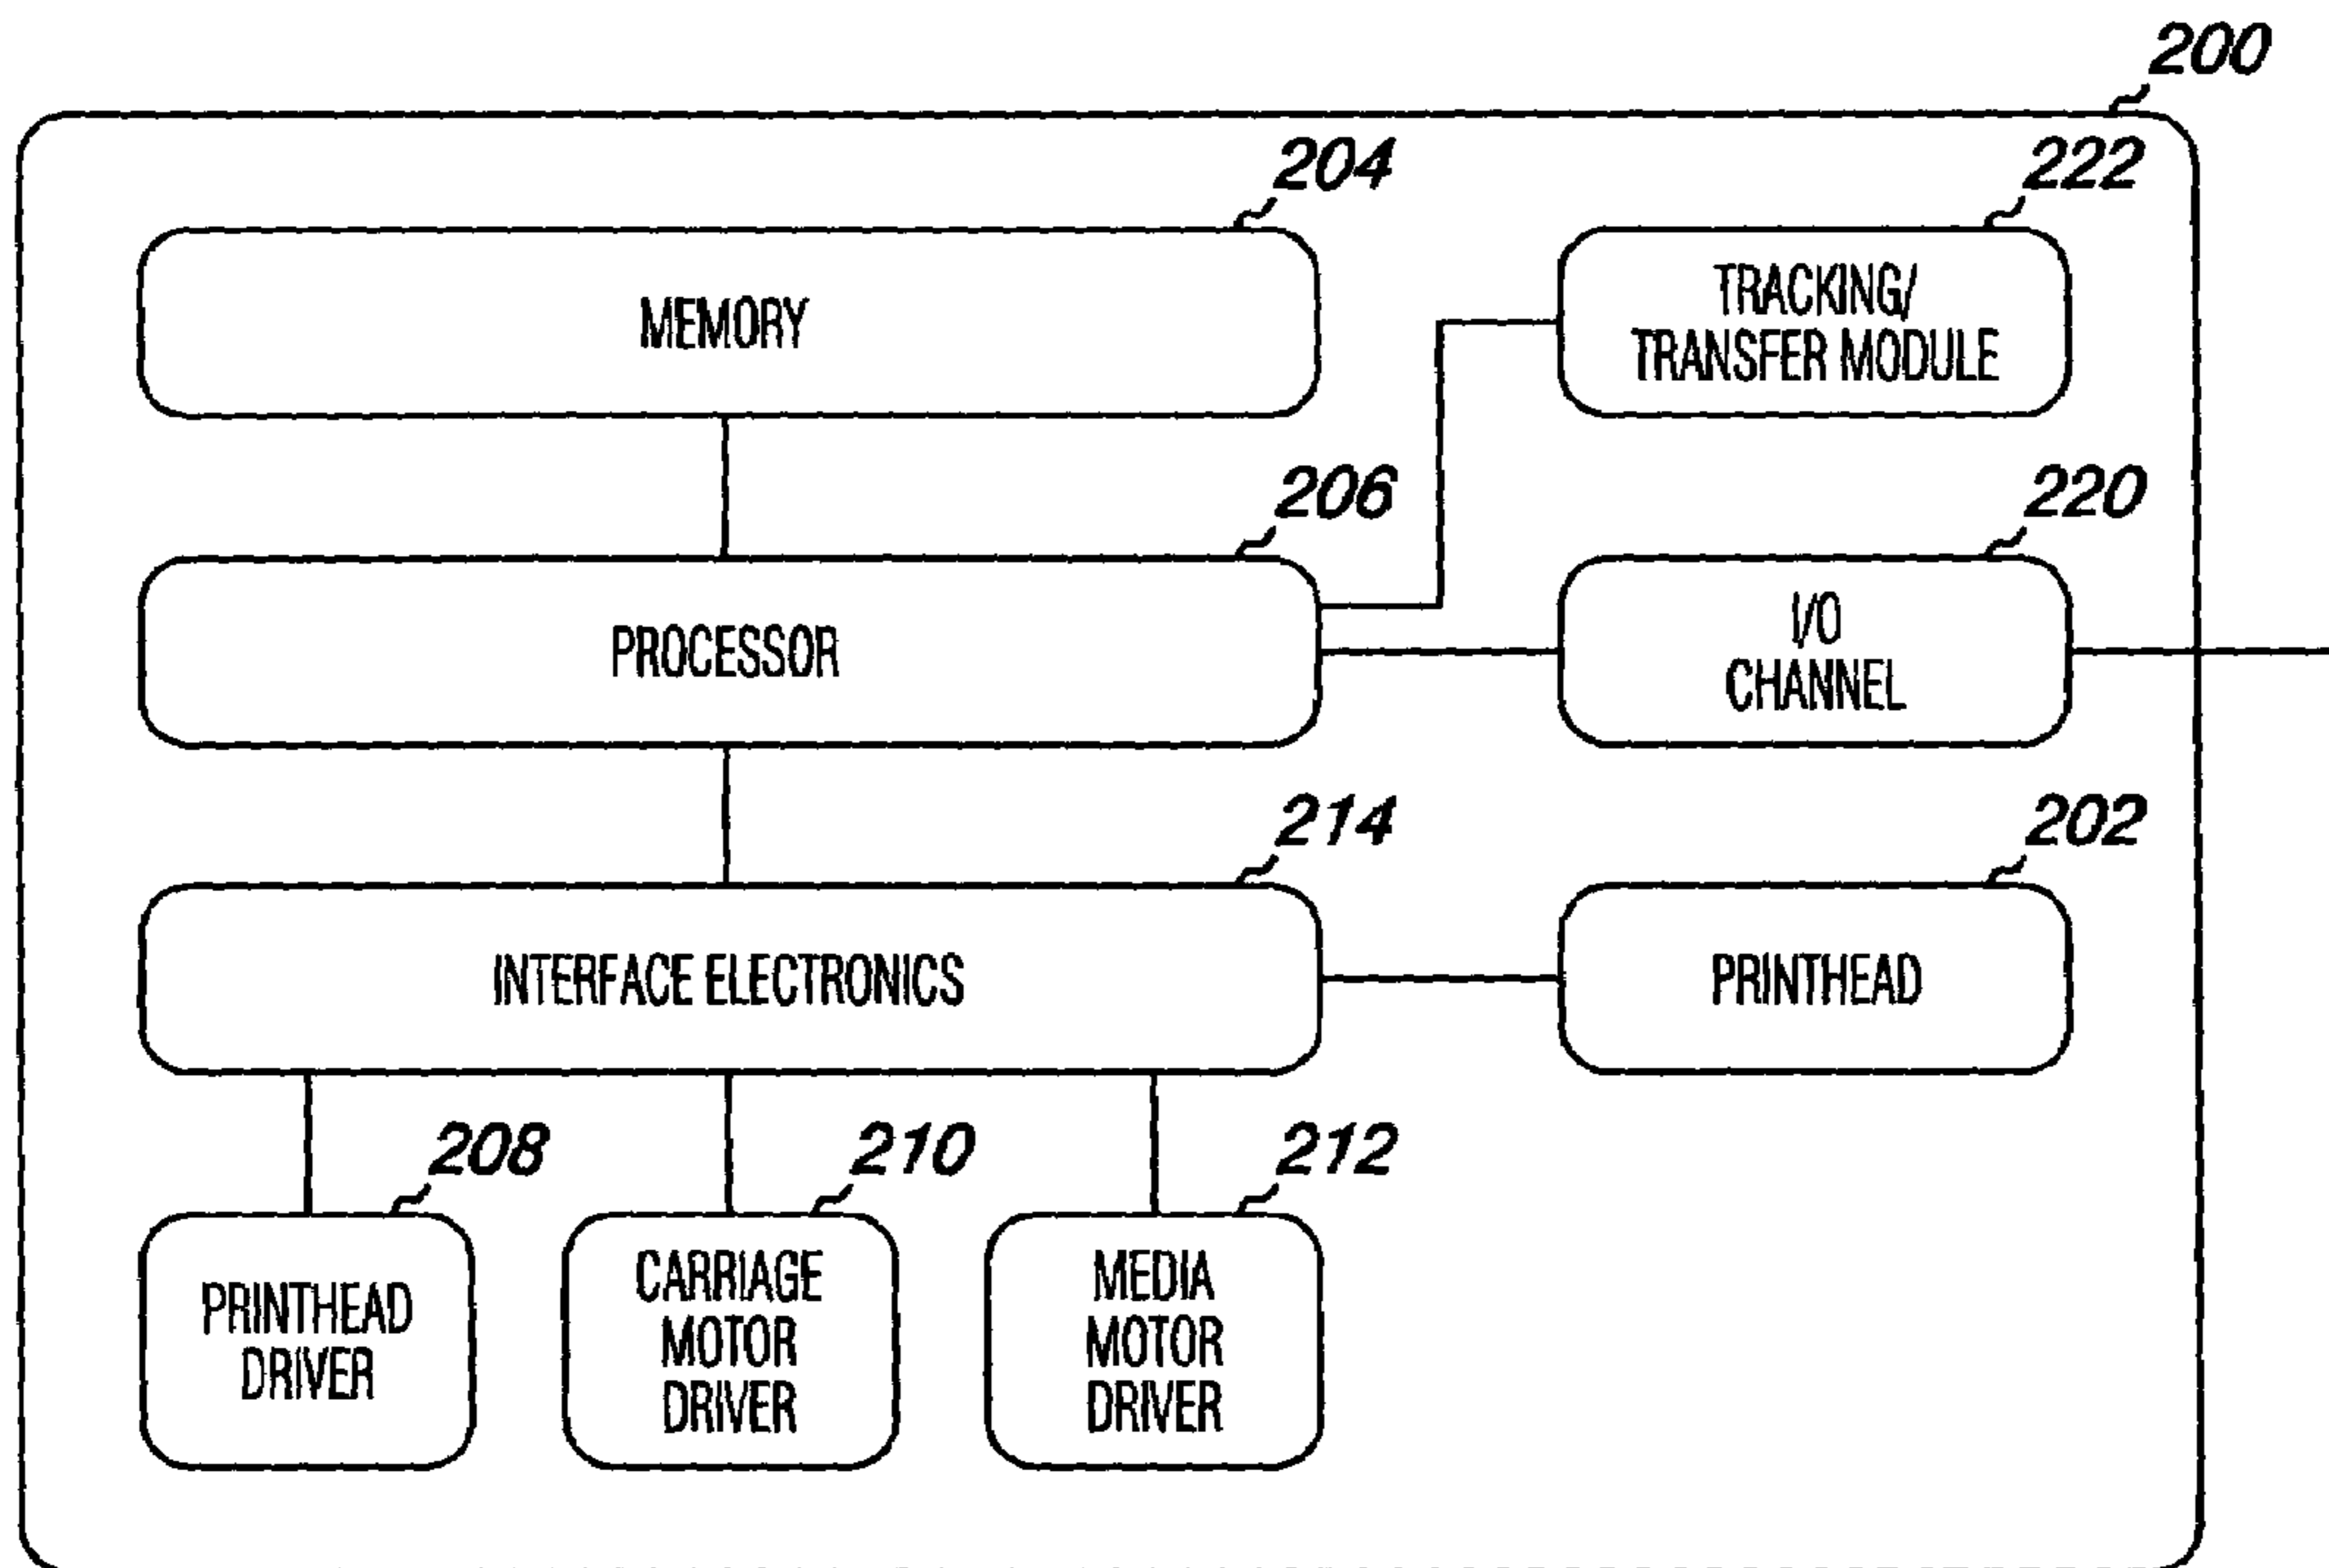 200
204
222
MEMORY
TRACKING/
TRANSFER MODULE
206
220
PROCESSOR
I/O
CHANNEL
214
202
INTERFACE ELECTRONICS
PRINTHEAD
208
210
212
PRINTHEAD
DRIVER
CARRIAGE
MOTOR
DRIVER
MEDIA
MOTOR
DRIVER